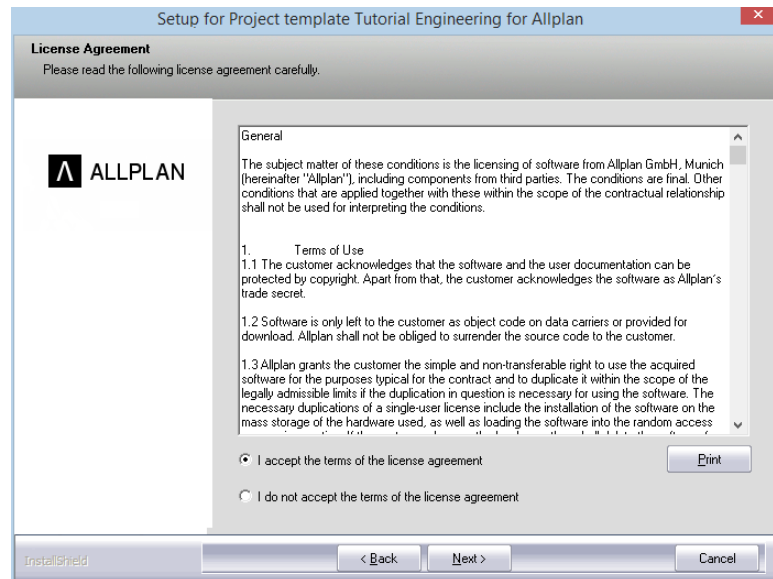 Setup for Project template Tutorial Engineering for Allplan
License Agreement
Please read the following license agreement carefully.
ALLPLAN
General
The subject matter of these conditions is the licensing of software from Allplan GmbH, Munich
(hereinafter "Allplan"), including components from third parties. The conditions are final. Other
conditions that are applied together with these within the scope of the contractual relationship
shall not be used for interpreting the conditions.
1. Terms of Use
1.1 The customer acknowledges that the software and the user documentation can be
protected by copyright. Apart from that, the customer acknowledges the software as Allplan´s
trade secret.
1.2 Software is only left to the customer as object code on data carriers or provided for
download. Allplan shall not be obliged to surrender the source code to the customer.
1.3 Allplan grants the customer the simple and non-transferable right to use the acquired
software for the purposes typical for the contract and to duplicate it within the scope of the
legally admissible limits if the duplication in question is necessary for using the software. The
necessary duplications of a single-user license include the installation of the software on the
mass storage of the hardware used, as well as loading the software into the random access
I accept the terms of the license agreement
Print
I do not accept the terms of the license agreement
InstallShield
< Back
Next >
Cancel